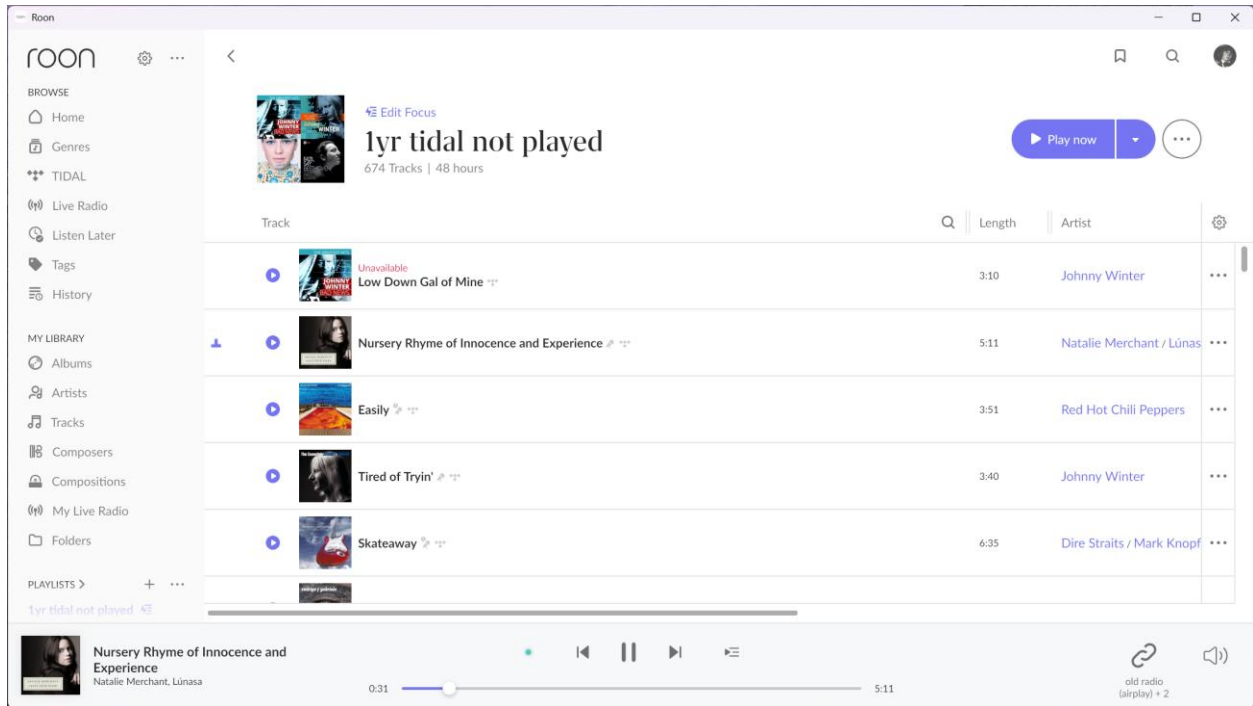 Roon
roon
BROWSE
Home
Genres
TIDAL
Live Radio
Listen Later
Tags
History
MY LIBRARY
Albums
Artists
Tracks
Composers
Compositions
My Live Radio
Folders
PLAYLISTS >
1yr tidal not played
Edit Focus
1yr tidal not played
674 Tracks | 48 hours
Play now
Track
Length
Artist
Unavailable
Low Down Gal of Mine
3:10
Johnny Winter
Nursery Rhyme of Innocence and Experience
5:11
Natalie Merchant / Lúnas
Easily
3:51
Red Hot Chili Peppers
Tired of Tryin'
3:40
Johnny Winter
Skateaway
6:35
Dire Straits / Mark Knopf
Nursery Rhyme of Innocence and
Experience
Natalie Merchant, Lúnasa
0:31
5:11
old radio
(airplay) + 2